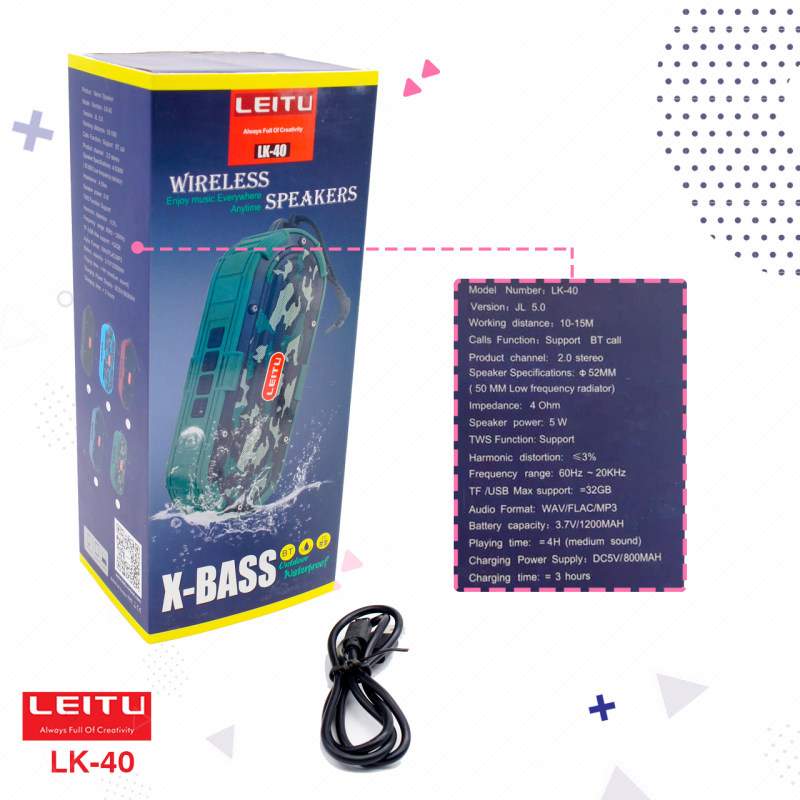 LEITU
Always Full Of Creativity
LK-40
WIRELESS
SPEAKERS
Enjoy music Everywhere
Anytime
LEITU
X-BASS
BT
Outdoor
Waterproof
Model Number: LK-40
Version: JL 5.0
Working distance: 10-15M
Calls Function: Support BT call
Product channel: 2.0 stereo
Speaker Specifications: Φ52MM
( 50 MM Low frequency radiator)
Impedance: 4 Ohm
Speaker power: 5 W
TWS Function: Support
Harmonic distortion: ≤3%
Frequency range: 60Hz ~ 20KHz
TF /USB Max support: =32GB
Audio Format: WAV/FLAC/MP3
Battery capacity: 3.7V/1200MAH
Playing time: =4H (medium sound)
Charging Power Supply: DC5V/800MAH
Charging time: = 3 hours
LEITU
Always Full Of Creativity
LK-40